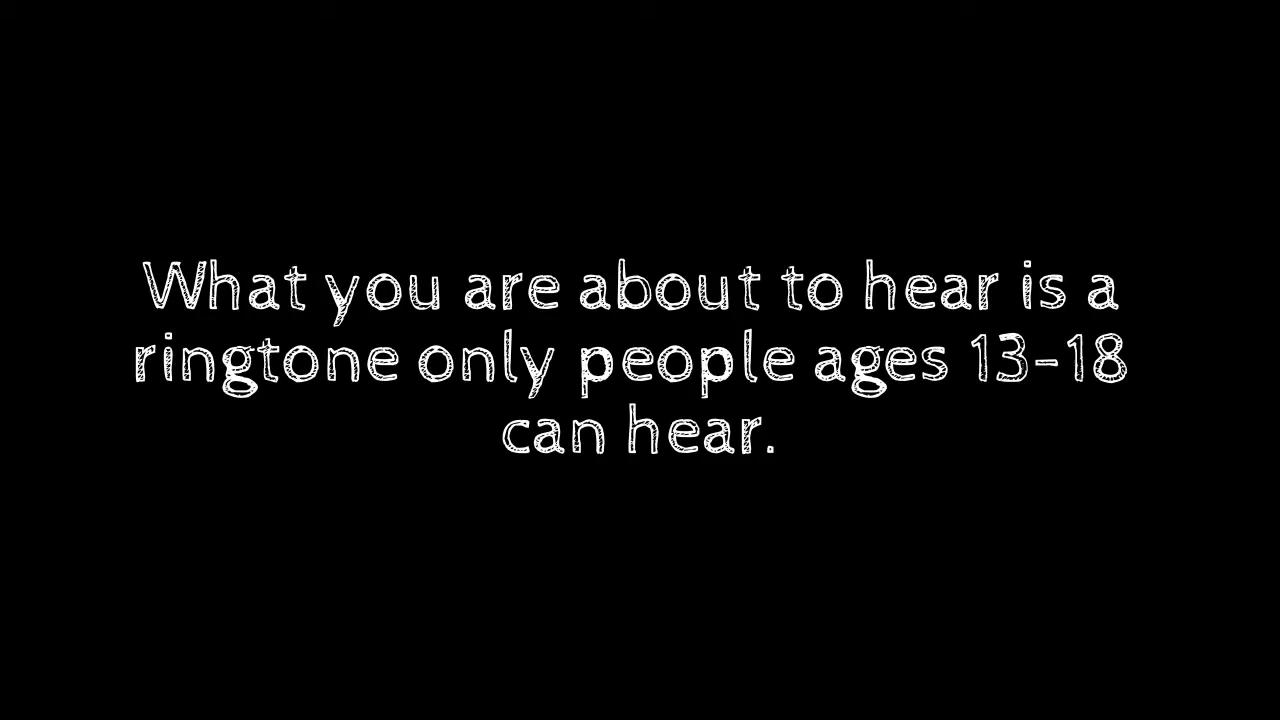 What you are about to hear is a
ringtone only people ages 13-18
can hear.